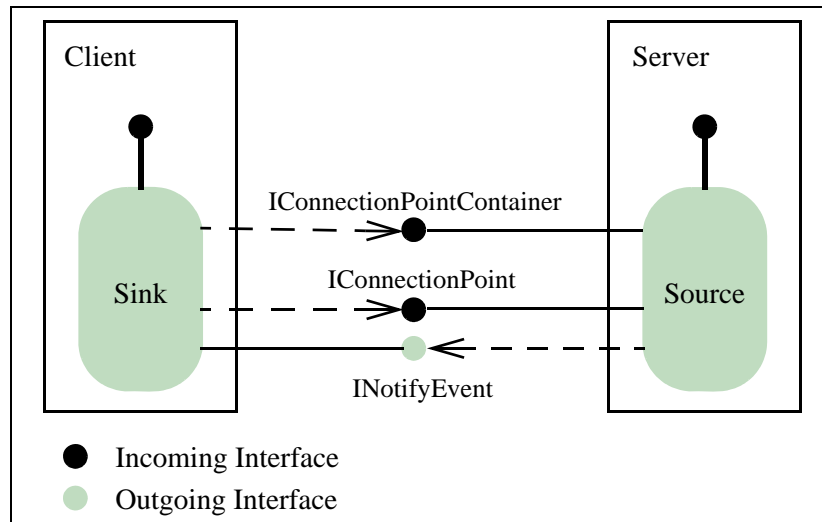 Client
Server
IConnectionPointContainer
IConnectionPoint
Sink
Source
INotifyEvent
Incoming Interface
Outgoing Interface